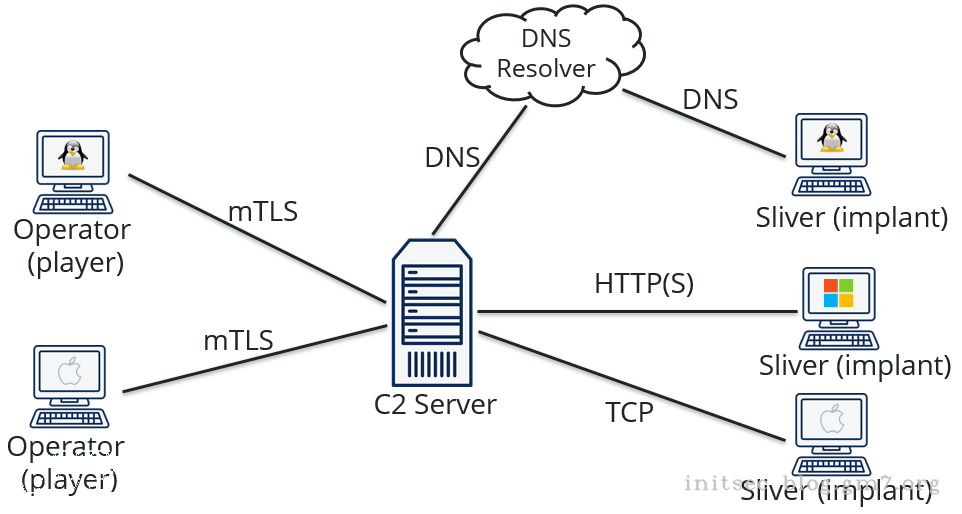 DNS
Resolver
DNS
DNS
mTLS
Operator
(player)
Sliver (implant)
HTTP(S)
mTLS
Sliver (implant)
C2 Server
TCP
Operator
(player)
Sliver (implant)
initsec blog.gm7.org